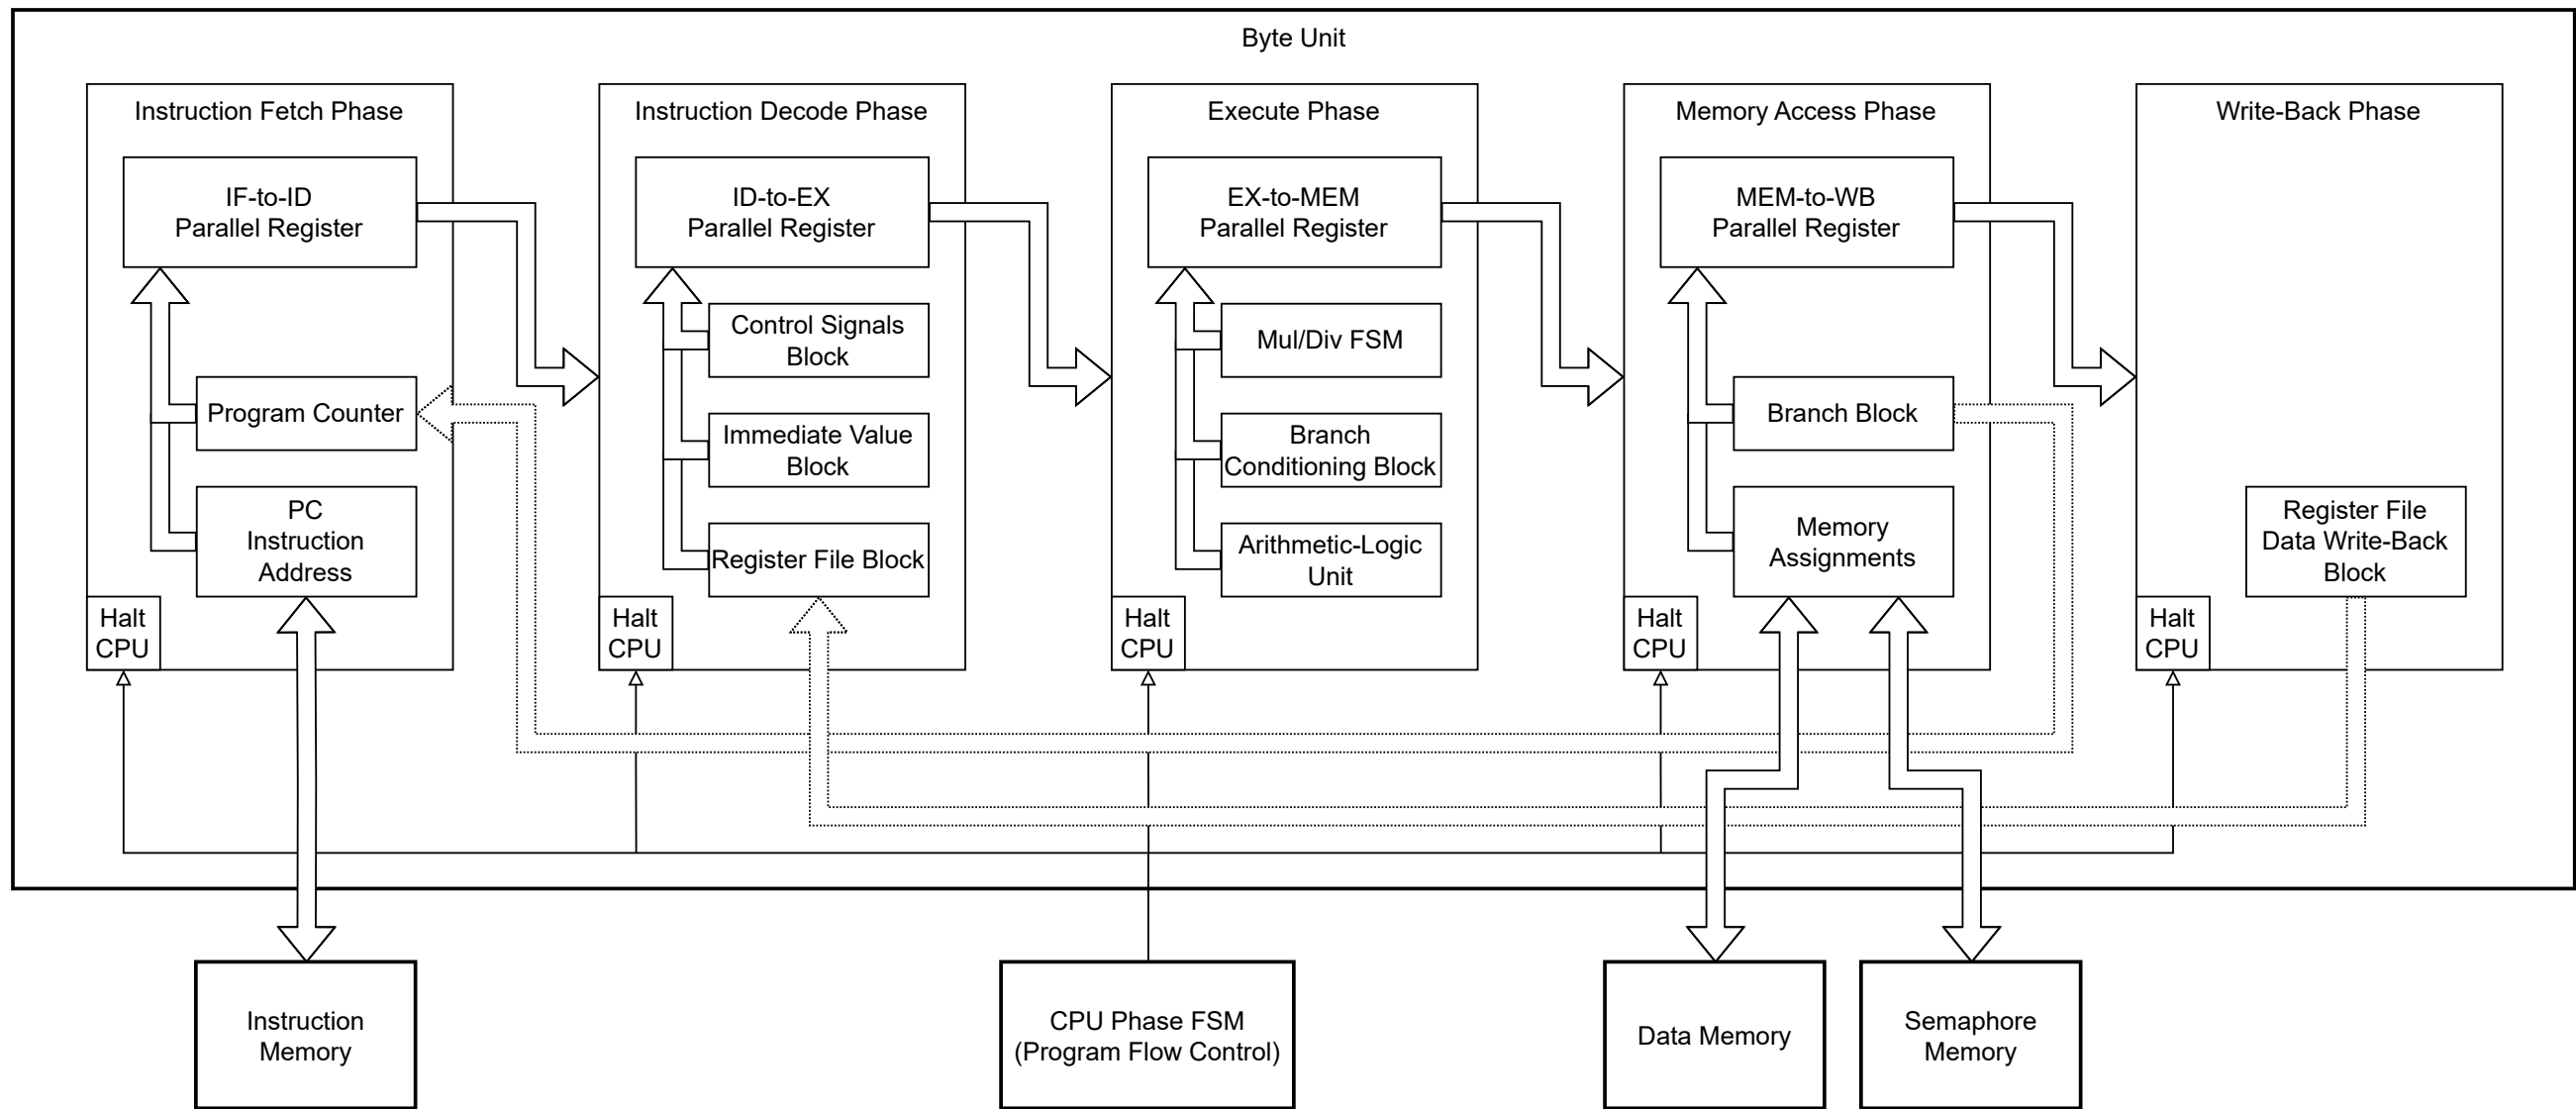 Byte Unit
Instruction Fetch Phase
IF-to-ID
Parallel Register
Program Counter
PC
Instruction
Address
Halt
CPU
Instruction Decode Phase
ID-to-EX
Parallel Register
Control Signals
Block
Immediate Value
Block
Register File Block
Halt
CPU
Execute Phase
EX-to-MEM
Parallel Register
Mul/Div FSM
Branch
Conditioning Block
Arithmetic-Logic
Unit
Halt
CPU
Memory Access Phase
MEM-to-WB
Parallel Register
Branch Block
Memory
Assignments
Halt
CPU
Write-Back Phase
Register File
Data Write-Back
Block
Halt
CPU
Instruction
Memory
CPU Phase FSM
(Program Flow Control)
Data Memory
Semaphore
Memory